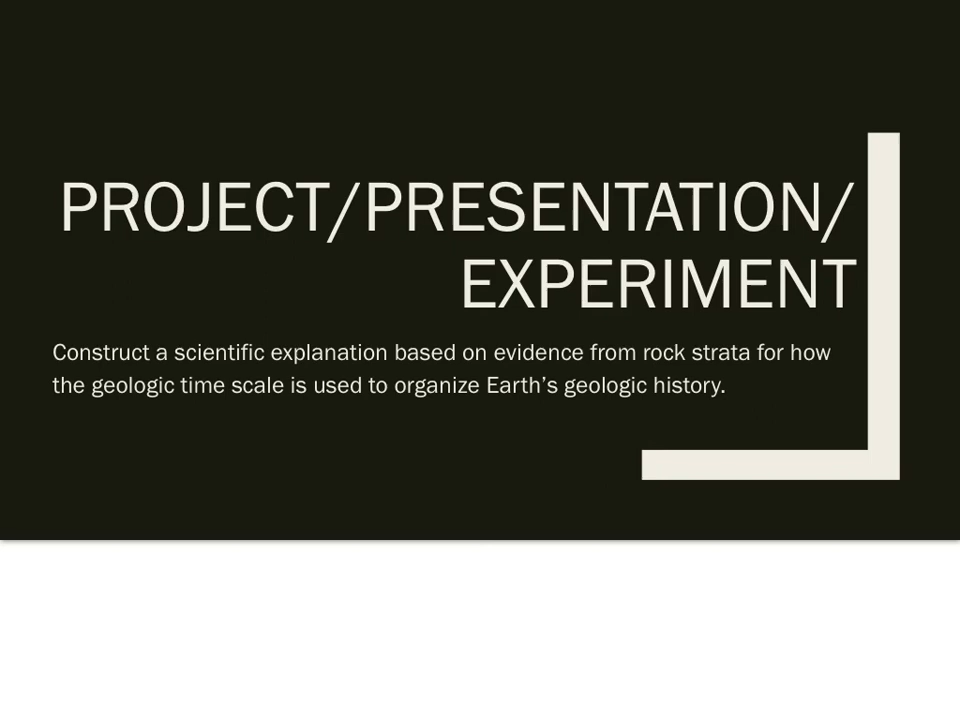 PROJECT/PRESENTATION/
EXPERIMENT
Construct a scientific explanation based on evidence from rock strata for how
the geologic time scale is used to organize Earth’s geologic history.